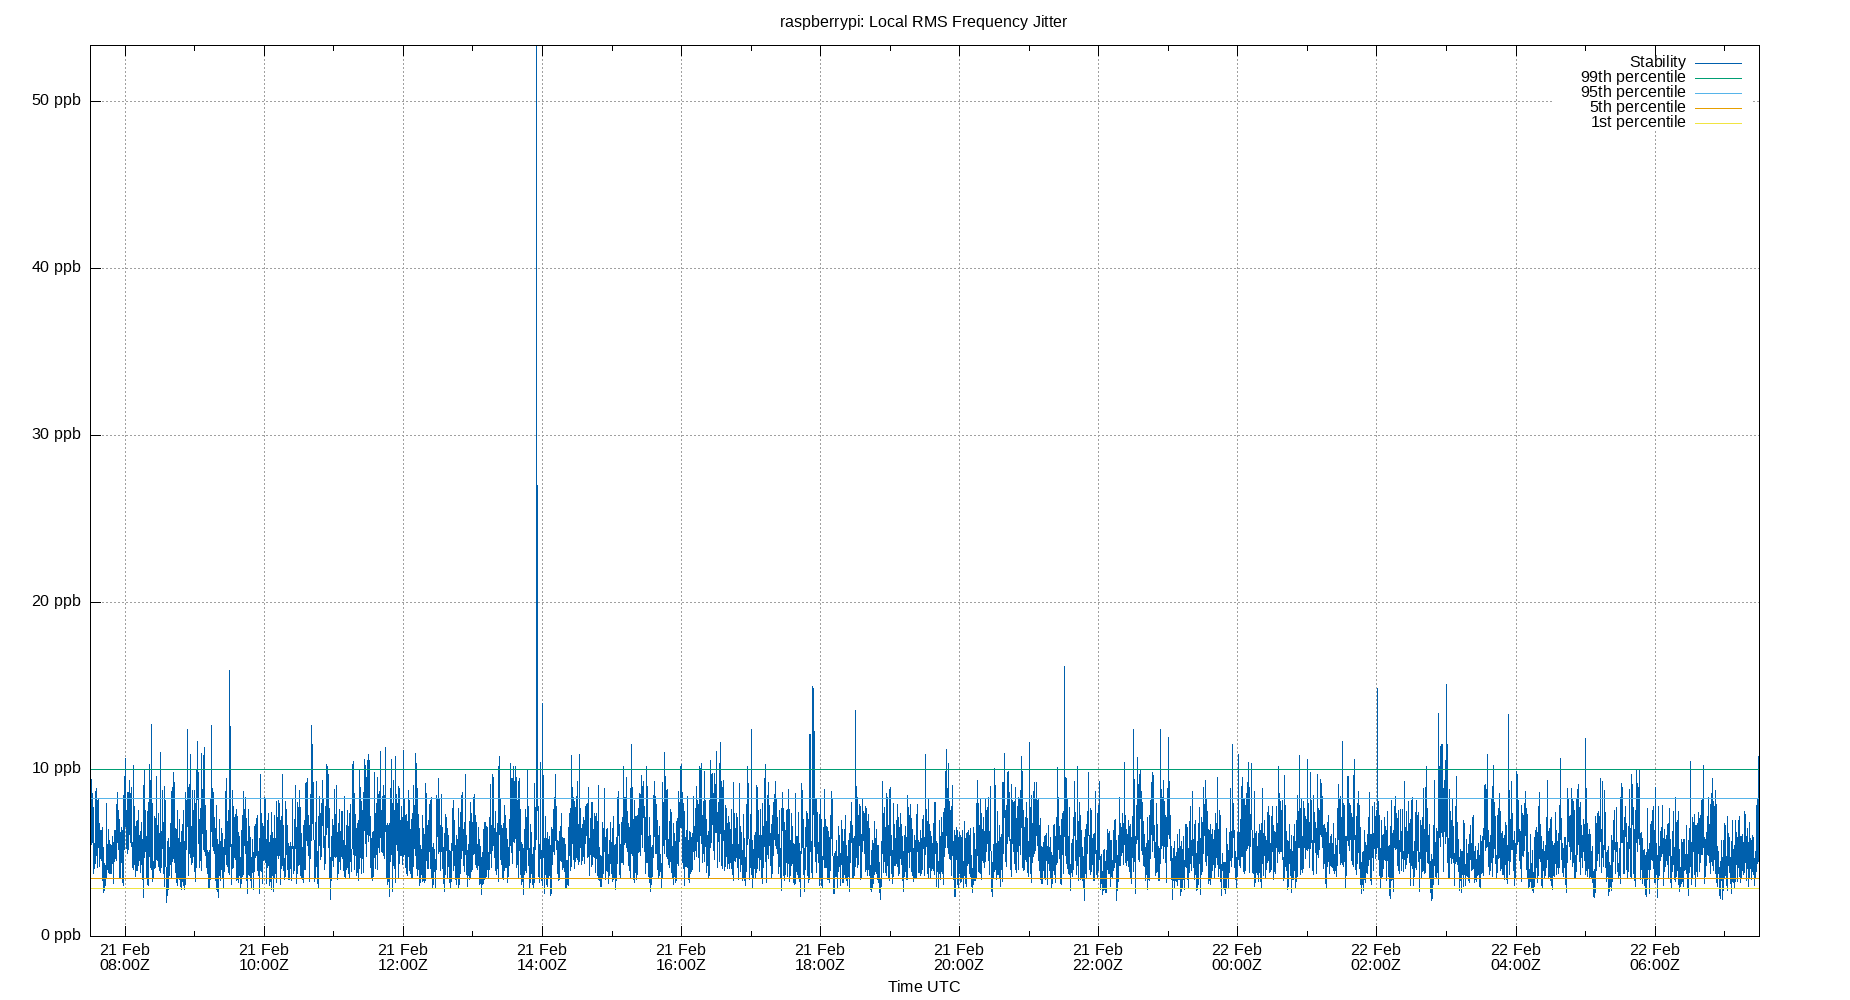 raspberrypi: Local RMS Frequency Jitter
Stability
99th percentile
95th percentile
5th percentile
1st percentile
50 ppb
40 ppb
30 ppb
20 ppb
10 ppb
0 ppb
21 Feb 21 Feb 21 Feb 21 Feb 21 Feb 21 Feb 21 Feb 21 Feb 22 Feb 22 Feb 22 Feb 22 Feb
08:00Z 10:00Z 12:00Z 14:00Z 16:00Z 18:00Z 20:00Z 22:00Z 00:00Z 02:00Z 04:00Z 06:00Z
Time UTC